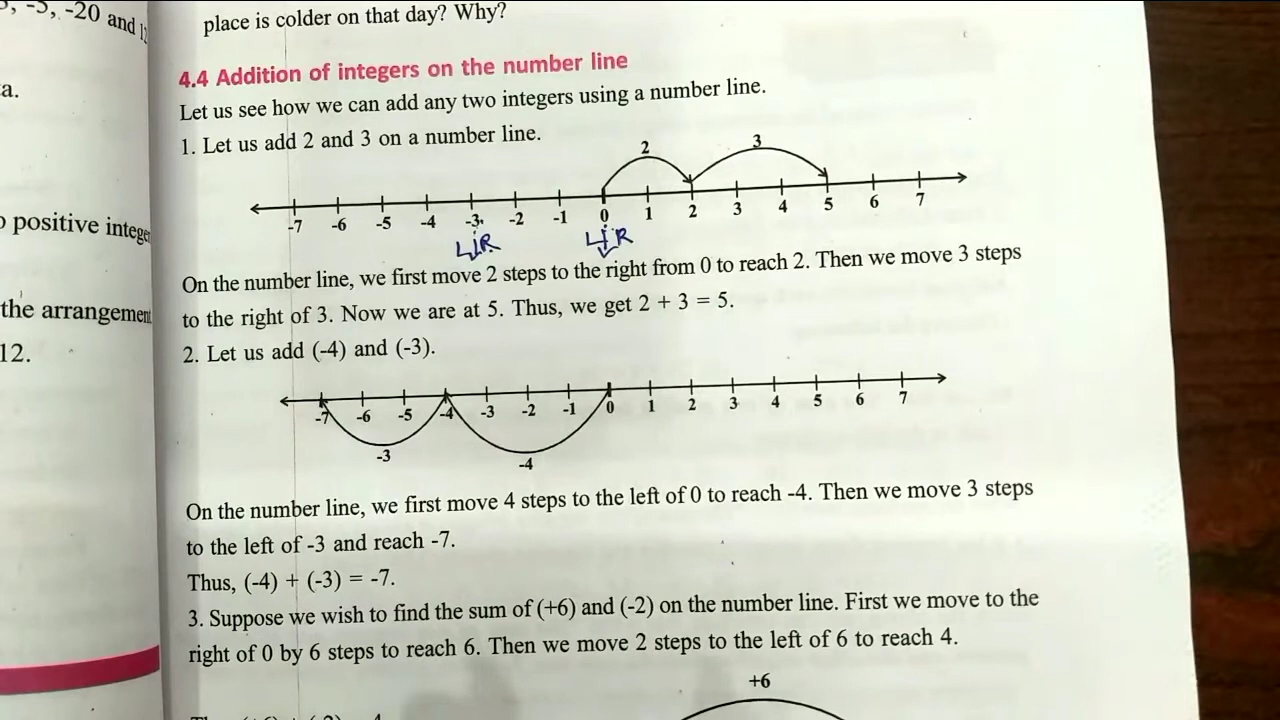 -20 and
place is colder on that day? Why?
4.4 Addition of integers on the number line
a.
Let us see how we can add any two integers using a number line.
1. Let us add 2 and 3 on a number line.
2 3
-7 -6 -5 -4 -3 -2 -1 0 1 2 3 4 5 6 7
L R L R
positive
On the number line, we first move 2 steps to the right from 0 to reach 2. Then we move 3 steps
the
to the right of 3. Now we are at 5. Thus, we get 2 + 3 = 5.
12.
2. Let us add (-4) and (-3).
-7 -6 -5 -4 -3 -2 -1 0 1 2 3 4 5 6 7
-3 -4
On the number line, we first move 4 steps to the left of 0 to reach -4. Then we move 3 steps
to the left of -3 and reach -7.
Thus, (-4) + (-3) = -7.
3. Suppose we wish to find the sum of (+6) and (-2) on the number line. First we move to the
right of 0 by 6 steps to reach 6. Then we move 2 steps to the left of 6 to reach 4.
+6